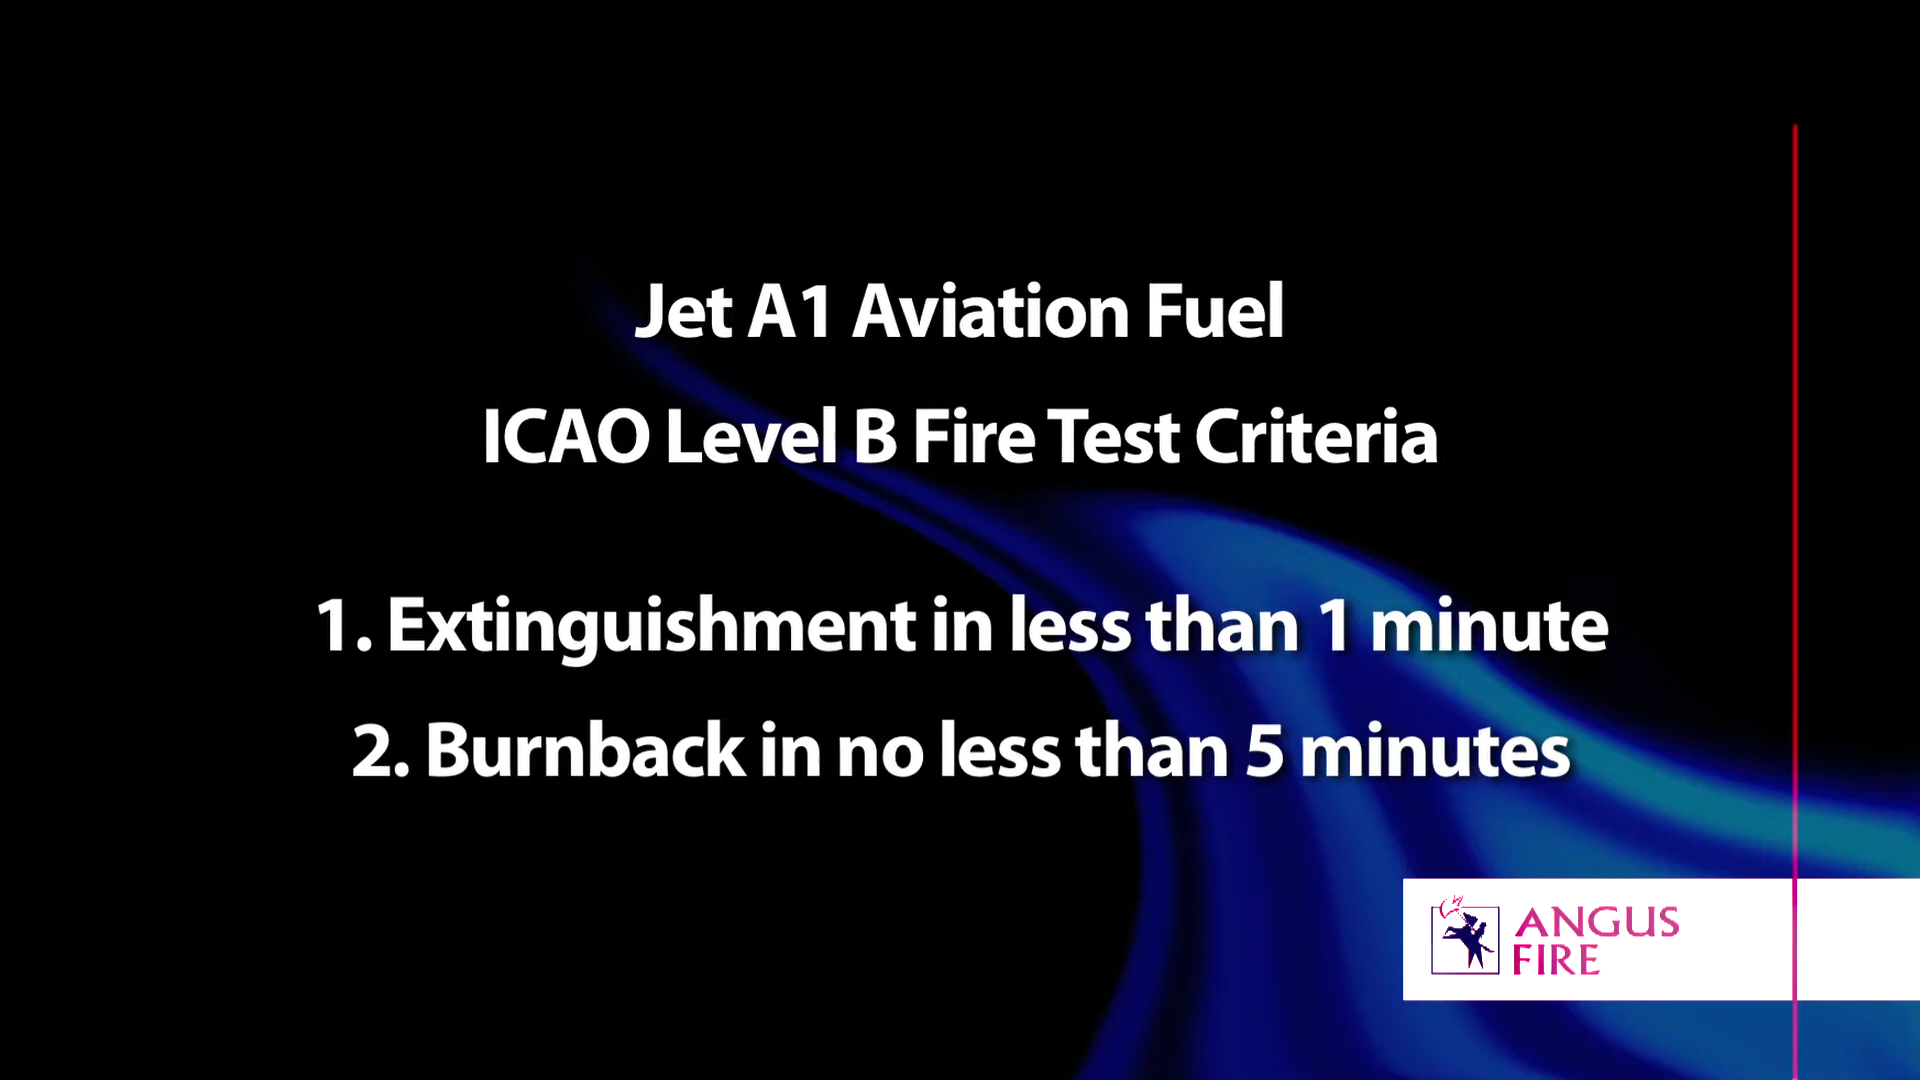 Jet A1 Aviation Fuel
ICAO Level B Fire Test Criteria
1. Extinguishment in less than 1 minute
2. Burnback in no less than 5 minutes
ANGUS
FIRE